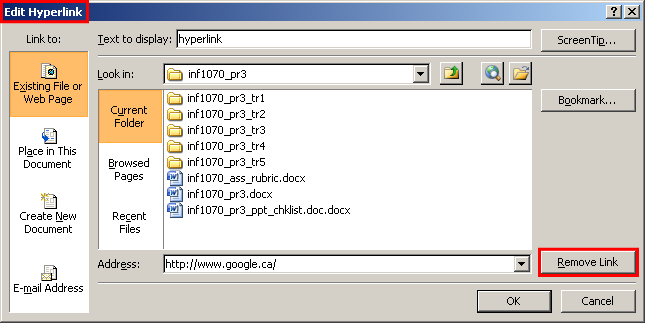 Edit Hyperlink
Link to:
Text to display: hyperlink
ScreenTip...
Existing File or
Web Page
Look in: inf1070_pr3
Bookmark...
Current
Folder
inf1070_pr3_tr1
inf1070_pr3_tr2
inf1070_pr3_tr3
inf1070_pr3_tr4
inf1070_pr3_tr5
inf1070_ass_rubric.docx
inf1070_pr3.docx
inf1070_pr3_ppt_chklist.doc.docx
Place in This
Document
Browsed
Pages
Create New
Document
Recent
Files
E-mail Address
Address: http://www.google.ca/
Remove Link
OK
Cancel